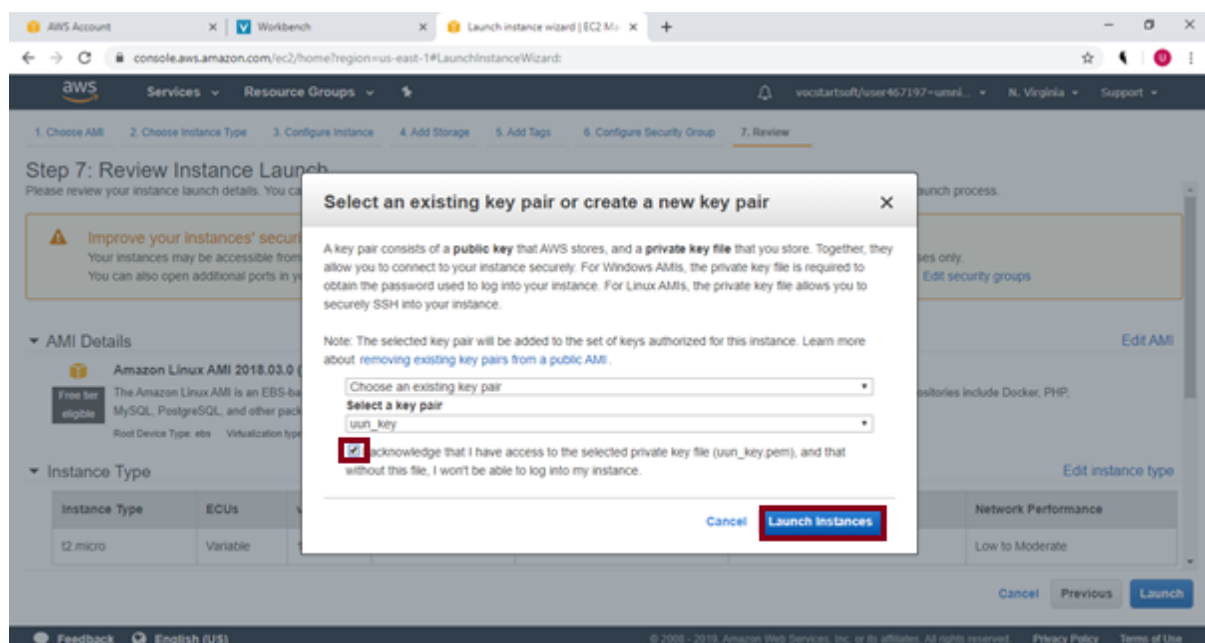 AWS Account
Workbench
Launch instance wizard | EC2 Ma
console.aws.amazon.com/ec2/home?region=us-east-1#LaunchInstanceWizard:
aws Services Resource Groups vocstartsoft/user467197=umni... N. Virginia Support
1. Choose AMI 2. Choose Instance Type 3. Configure Instance 4. Add Storage 5. Add Tags 6. Configure Security Group 7. Review
Step 7: Review Instance Launch
Please review your instance launch details. You ca
aunch process.
Select an existing key pair or create a new key pair
Improve your instances' securi
Your instances may be accessible from
ses only.
You can also open additional ports in y
Edit security groups
A key pair consists of a public key that AWS stores, and a private key file that you store. Together, they
allow you to connect to your instance securely. For Windows AMIs, the private key file is required to
obtain the password used to log into your instance. For Linux AMIs, the private key file allows you to
securely SSH into your instance.
Note: The selected key pair will be added to the set of keys authorized for this instance. Learn more
about removing existing key pairs from a public AMI.
AMI Details
Edit AMI
Amazon Linux AMI 2018.03.0 (
Free tier
eligible
The Amazon Linux AMI is an EBS-ba
ositories include Docker, PHP,
MySQL, PostgreSQL, and other pack
Root Device Type: ebs Virtualization type
Choose an existing key pair
Select a key pair
uun_key
acknowledge that I have access to the selected private key file (uun_key.pem), and that
without this file, I won't be able to log into my instance.
Cancel Launch Instances
Instance Type
Edit instance type
Instance Type ECUs v Network Performance
t2.micro Variable 1 Low to Moderate
Cancel Previous Launch
Feedback English (US) © 2008 - 2019, Amazon Web Services, Inc. or its affiliates. All rights reserved. Privacy Policy Terms of Use